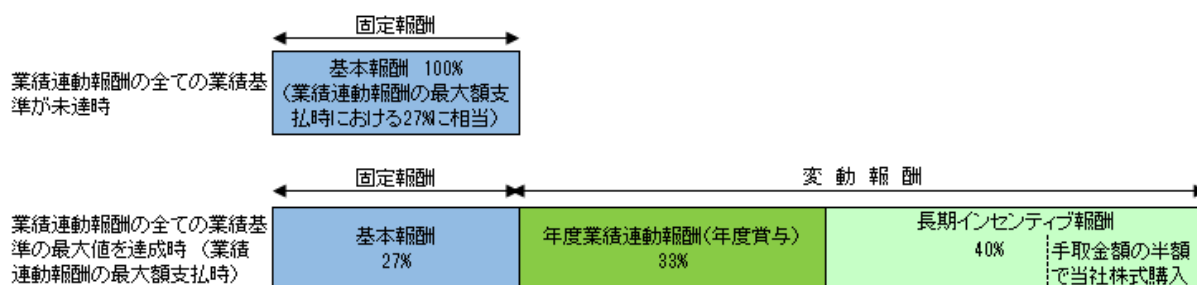 固定報酬
業績連動報酬の全ての業績基
準が未達時
基本報酬 100%
(業績連動報酬の最大額支
払時における27%に相当)
固定報酬
変 動 報 酬
業績連動報酬の全ての業績基
準の最大値を達成時 (業績
連動報酬の最大額支払時)
基本報酬
27%
年度業績連動報酬(年度賞与)
33%
長期インセンティブ報酬
40%
手取金額の半額
で当社株式購入